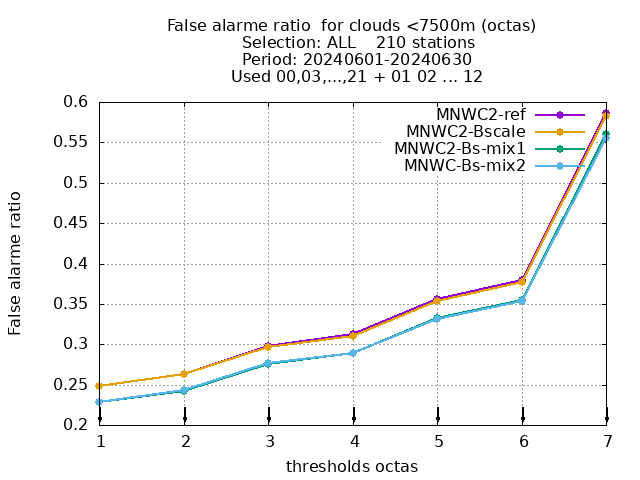 False alarme ratio  for clouds <7500m (octas)
Selection: ALL    210 stations
Period: 20240601-20240630
Used 00,03,...,21 + 01 02 ... 12
MNWC2-ref
MNWC2-Bscale
MNWC2-Bs-mix1
MNWC-Bs-mix2
False alarme ratio
0.6
0.55
0.5
0.45
0.4
0.35
0.3
0.25
0.2
1 2 3 4 5 6 7
thresholds octas